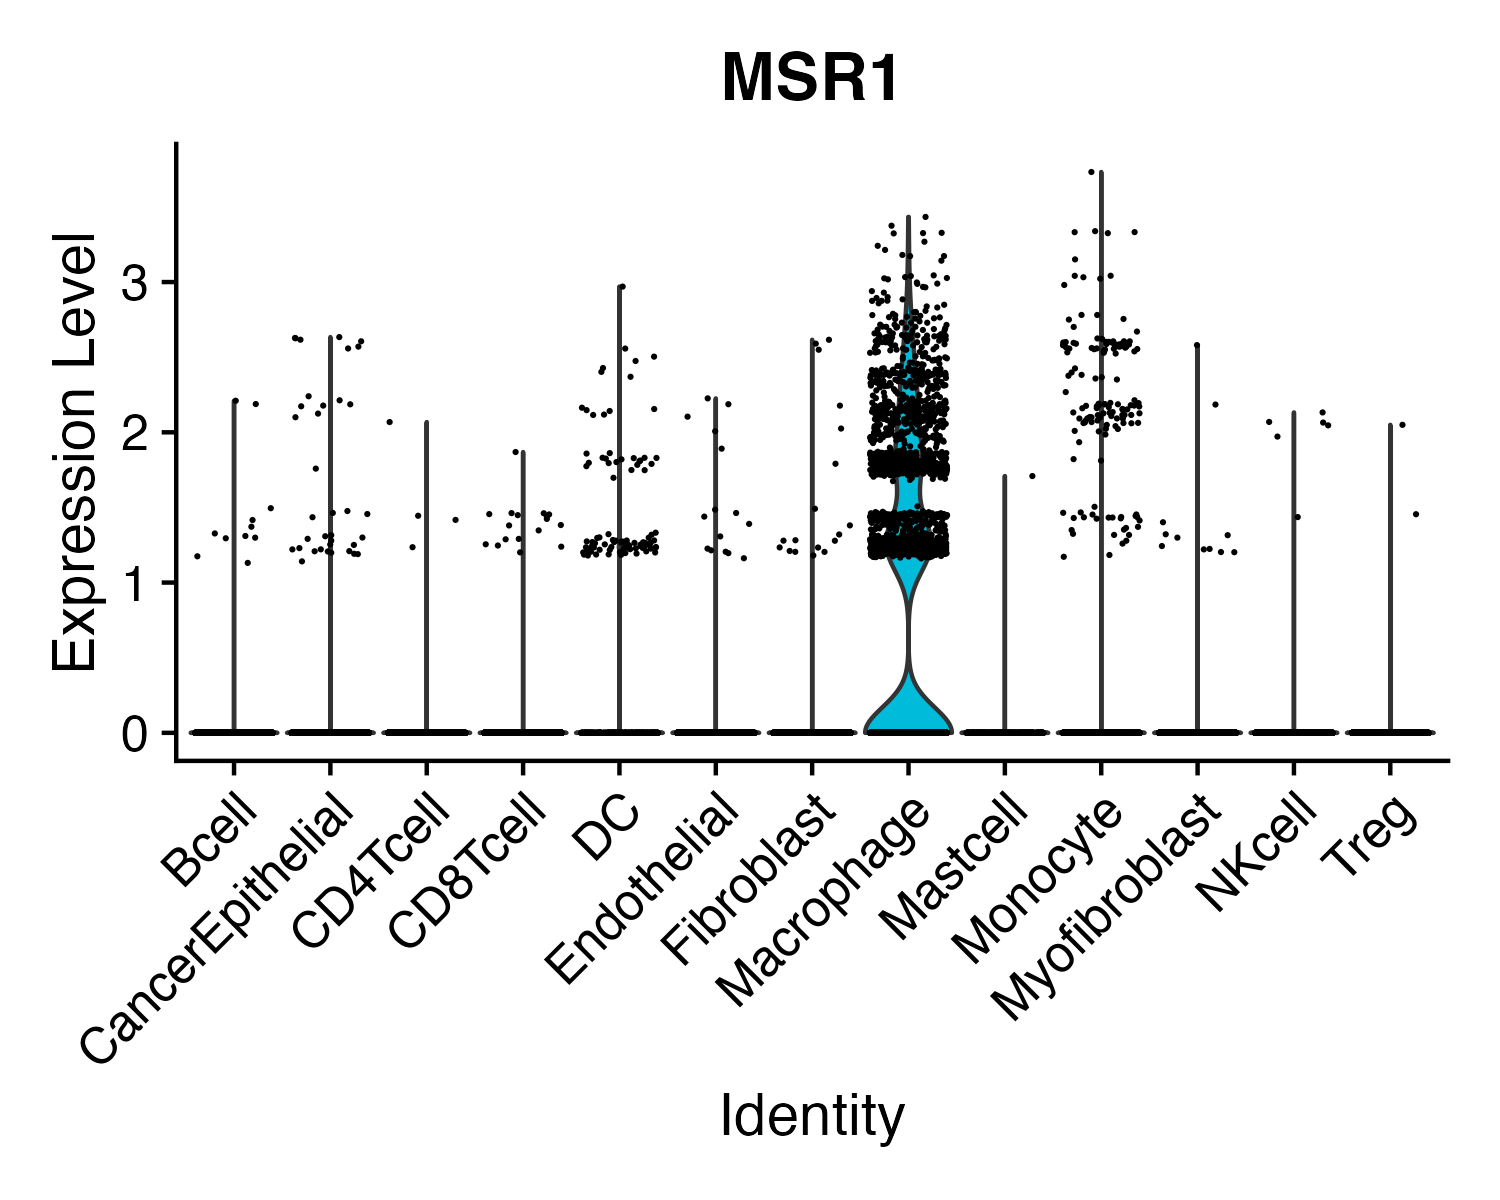 MSR1
Expression Level
3
2
1
0
Bcell
CancerEpithelial
CD4Tcell
CD8Tcell
DC
Endothelial
Fibroblast
Macrophage
Mastcell
Monocyte
Myofibroblast
NKcell
Treg
Identity